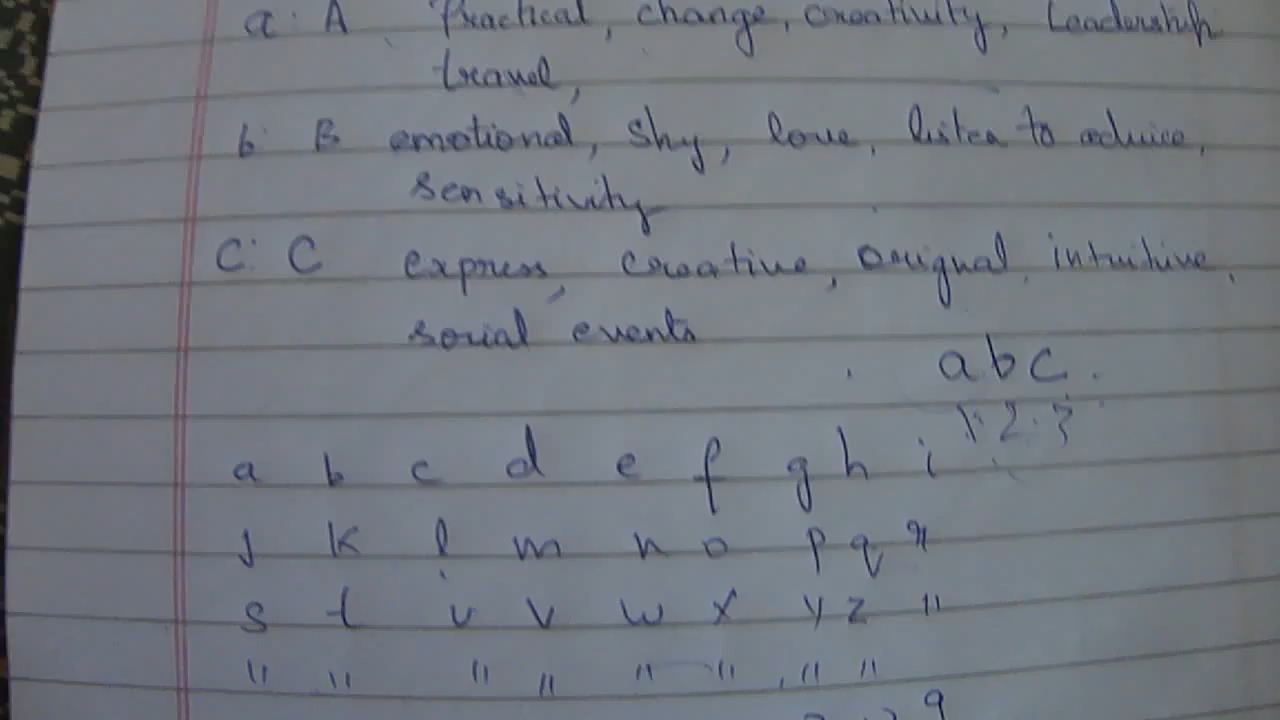 a: A Practical, change, creativity, Leadership
travel,
b: B emotional, Shy, love, listen to advice,
sensitivity
C: C express, creative, original, intuitive,
social events
abc.
1 2 3
a b c d e f g h i
j k l m n o p q r
s t u v w x y z "
" " " " " " " "
9